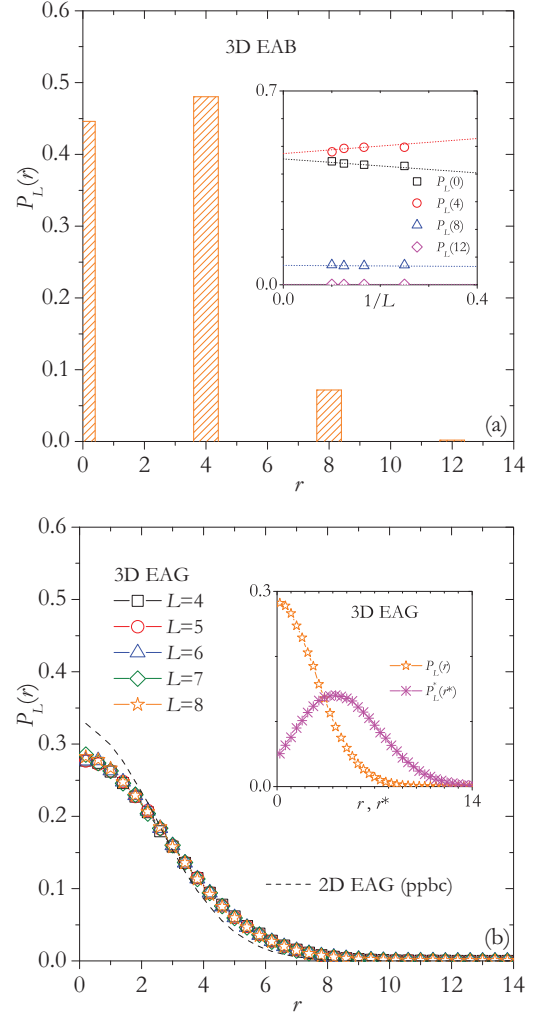 0.6
3D EAB
0.5
0.7
0.4
P_L(r)
0.3
P_L(0)
P_L(4)
P_L(8)
P_L(12)
0.2
0.0
0.0
1/L
0.4
0.1
(a)
0.0
0 2 4 6 8 10 12 14
r
0.6
3D EAG
L=4
L=5
L=6
L=7
L=8
0.5
0.3
3D EAG
P_L(r)
P_L^*(r*)
0.4
P_L(r)
0.3
0.0
0
r , r*
14
0.2
2D EAG (ppbc)
0.1
(b)
0.0
0 2 4 6 8 10 12 14
r